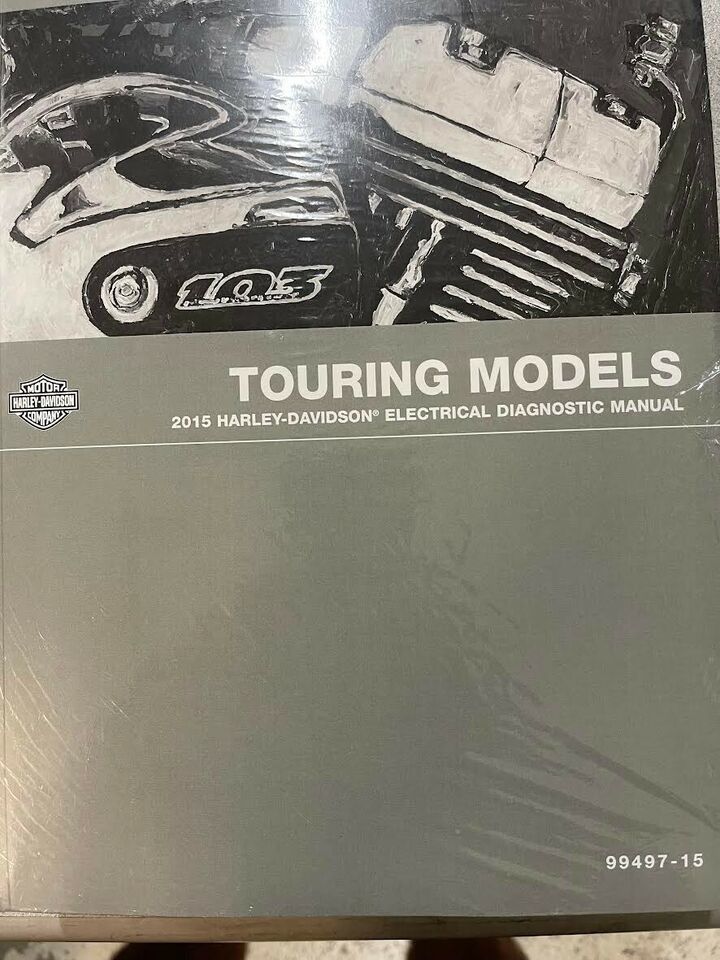 103
TOURING MODELS
MOTOR
HARLEY-DAVIDSON
COMPANY
2015 HARLEY-DAVIDSON® ELECTRICAL DIAGNOSTIC MANUAL
99497-15